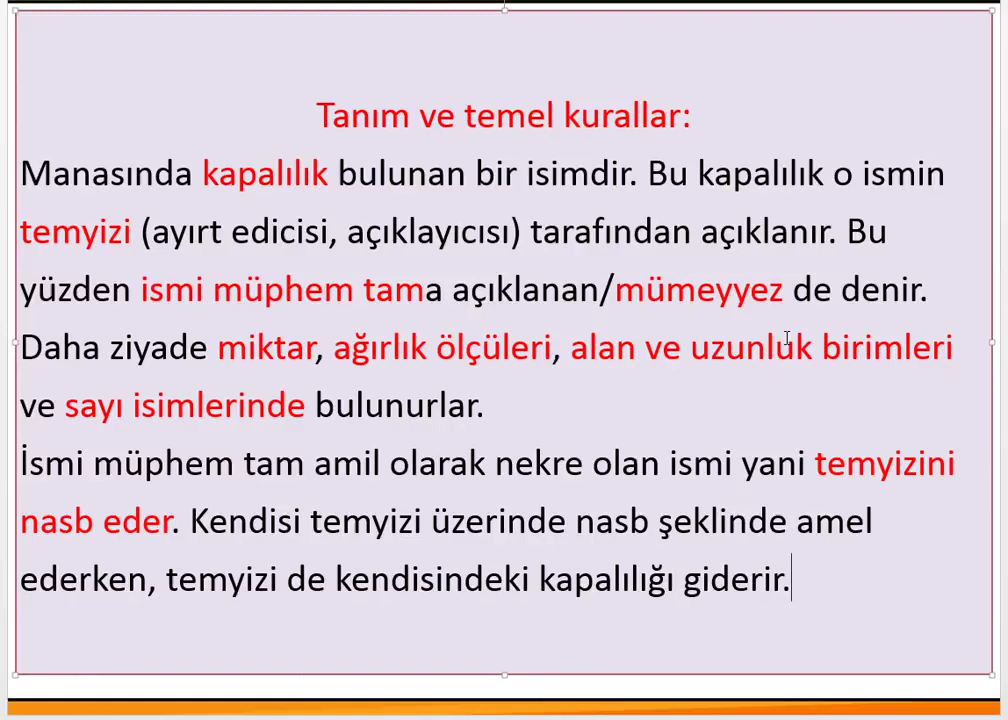 Tanım ve temel kurallar:
Manasında kapalılık bulunan bir isimdir. Bu kapalılık o ismin
temyizi (ayırt edicisi, açıklayıcısı) tarafından açıklanır. Bu
yüzden ismi müphem tama açıklanan/mümeyyez de denir.
Daha ziyade miktar, ağırlık ölçüleri, alan ve uzunluk birimleri
ve sayı isimlerinde bulunurlar.
İsmi müphem tam amil olarak nekre olan ismi yani temyizini
nasb eder. Kendisi temyizi üzerinde nasb şeklinde amel
ederken, temyizi de kendisindeki kapalılığı giderir.